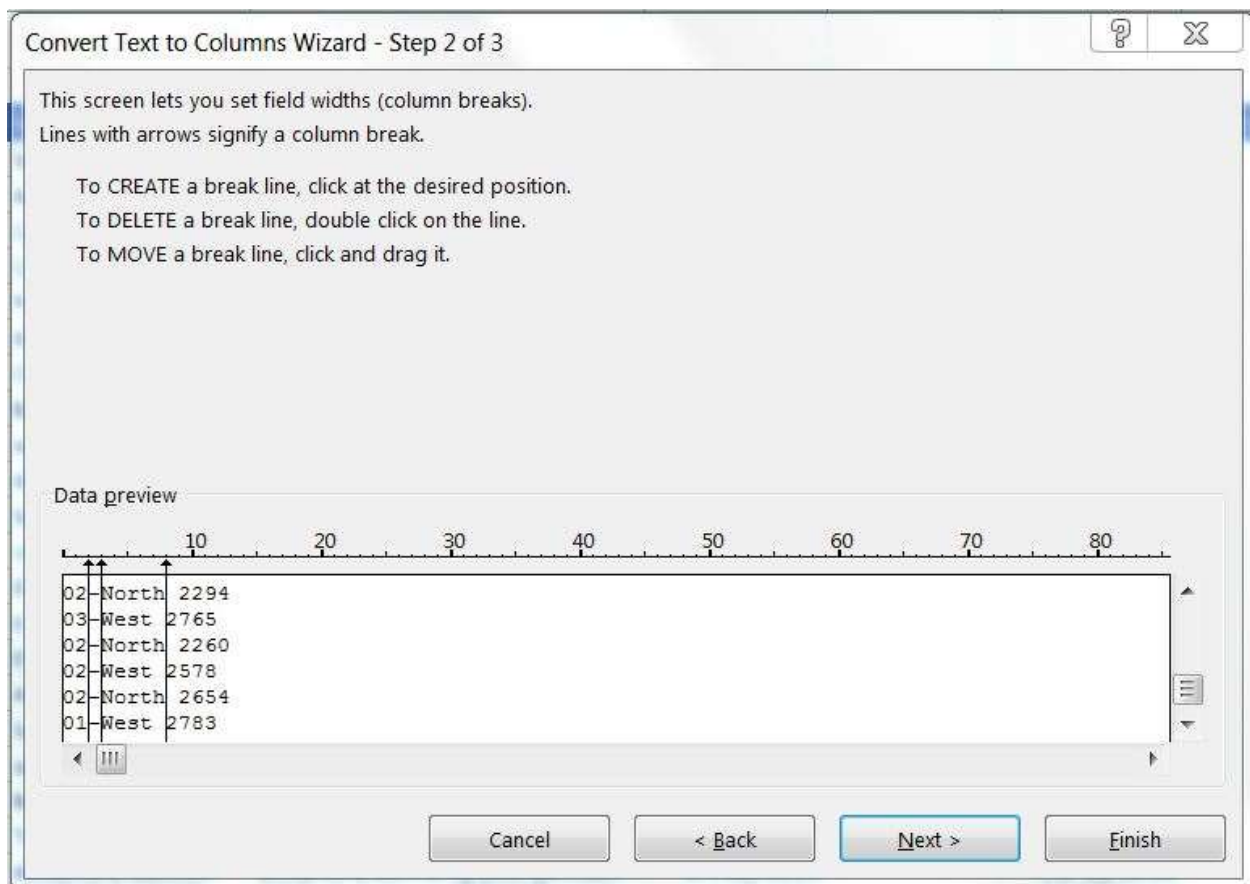 Convert Text to Columns Wizard - Step 2 of 3
This screen lets you set field widths (column breaks).
Lines with arrows signify a column break.
To CREATE a break line, click at the desired position.
To DELETE a break line, double click on the line.
To MOVE a break line, click and drag it.
Data preview
10 20 30 40 50 60 70 80
02-North 2294
03-West 2765
02-North 2260
02-West 2578
02-North 2654
01-West 2783
Cancel < Back Next > Finish